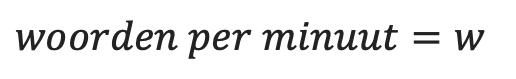 woorden per minuut = w